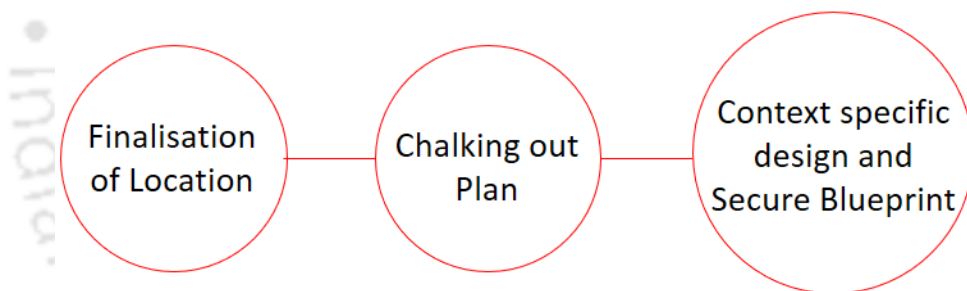 Finalisation
of Location
Chalking out
Plan
Context specific
design and
Secure Blueprint